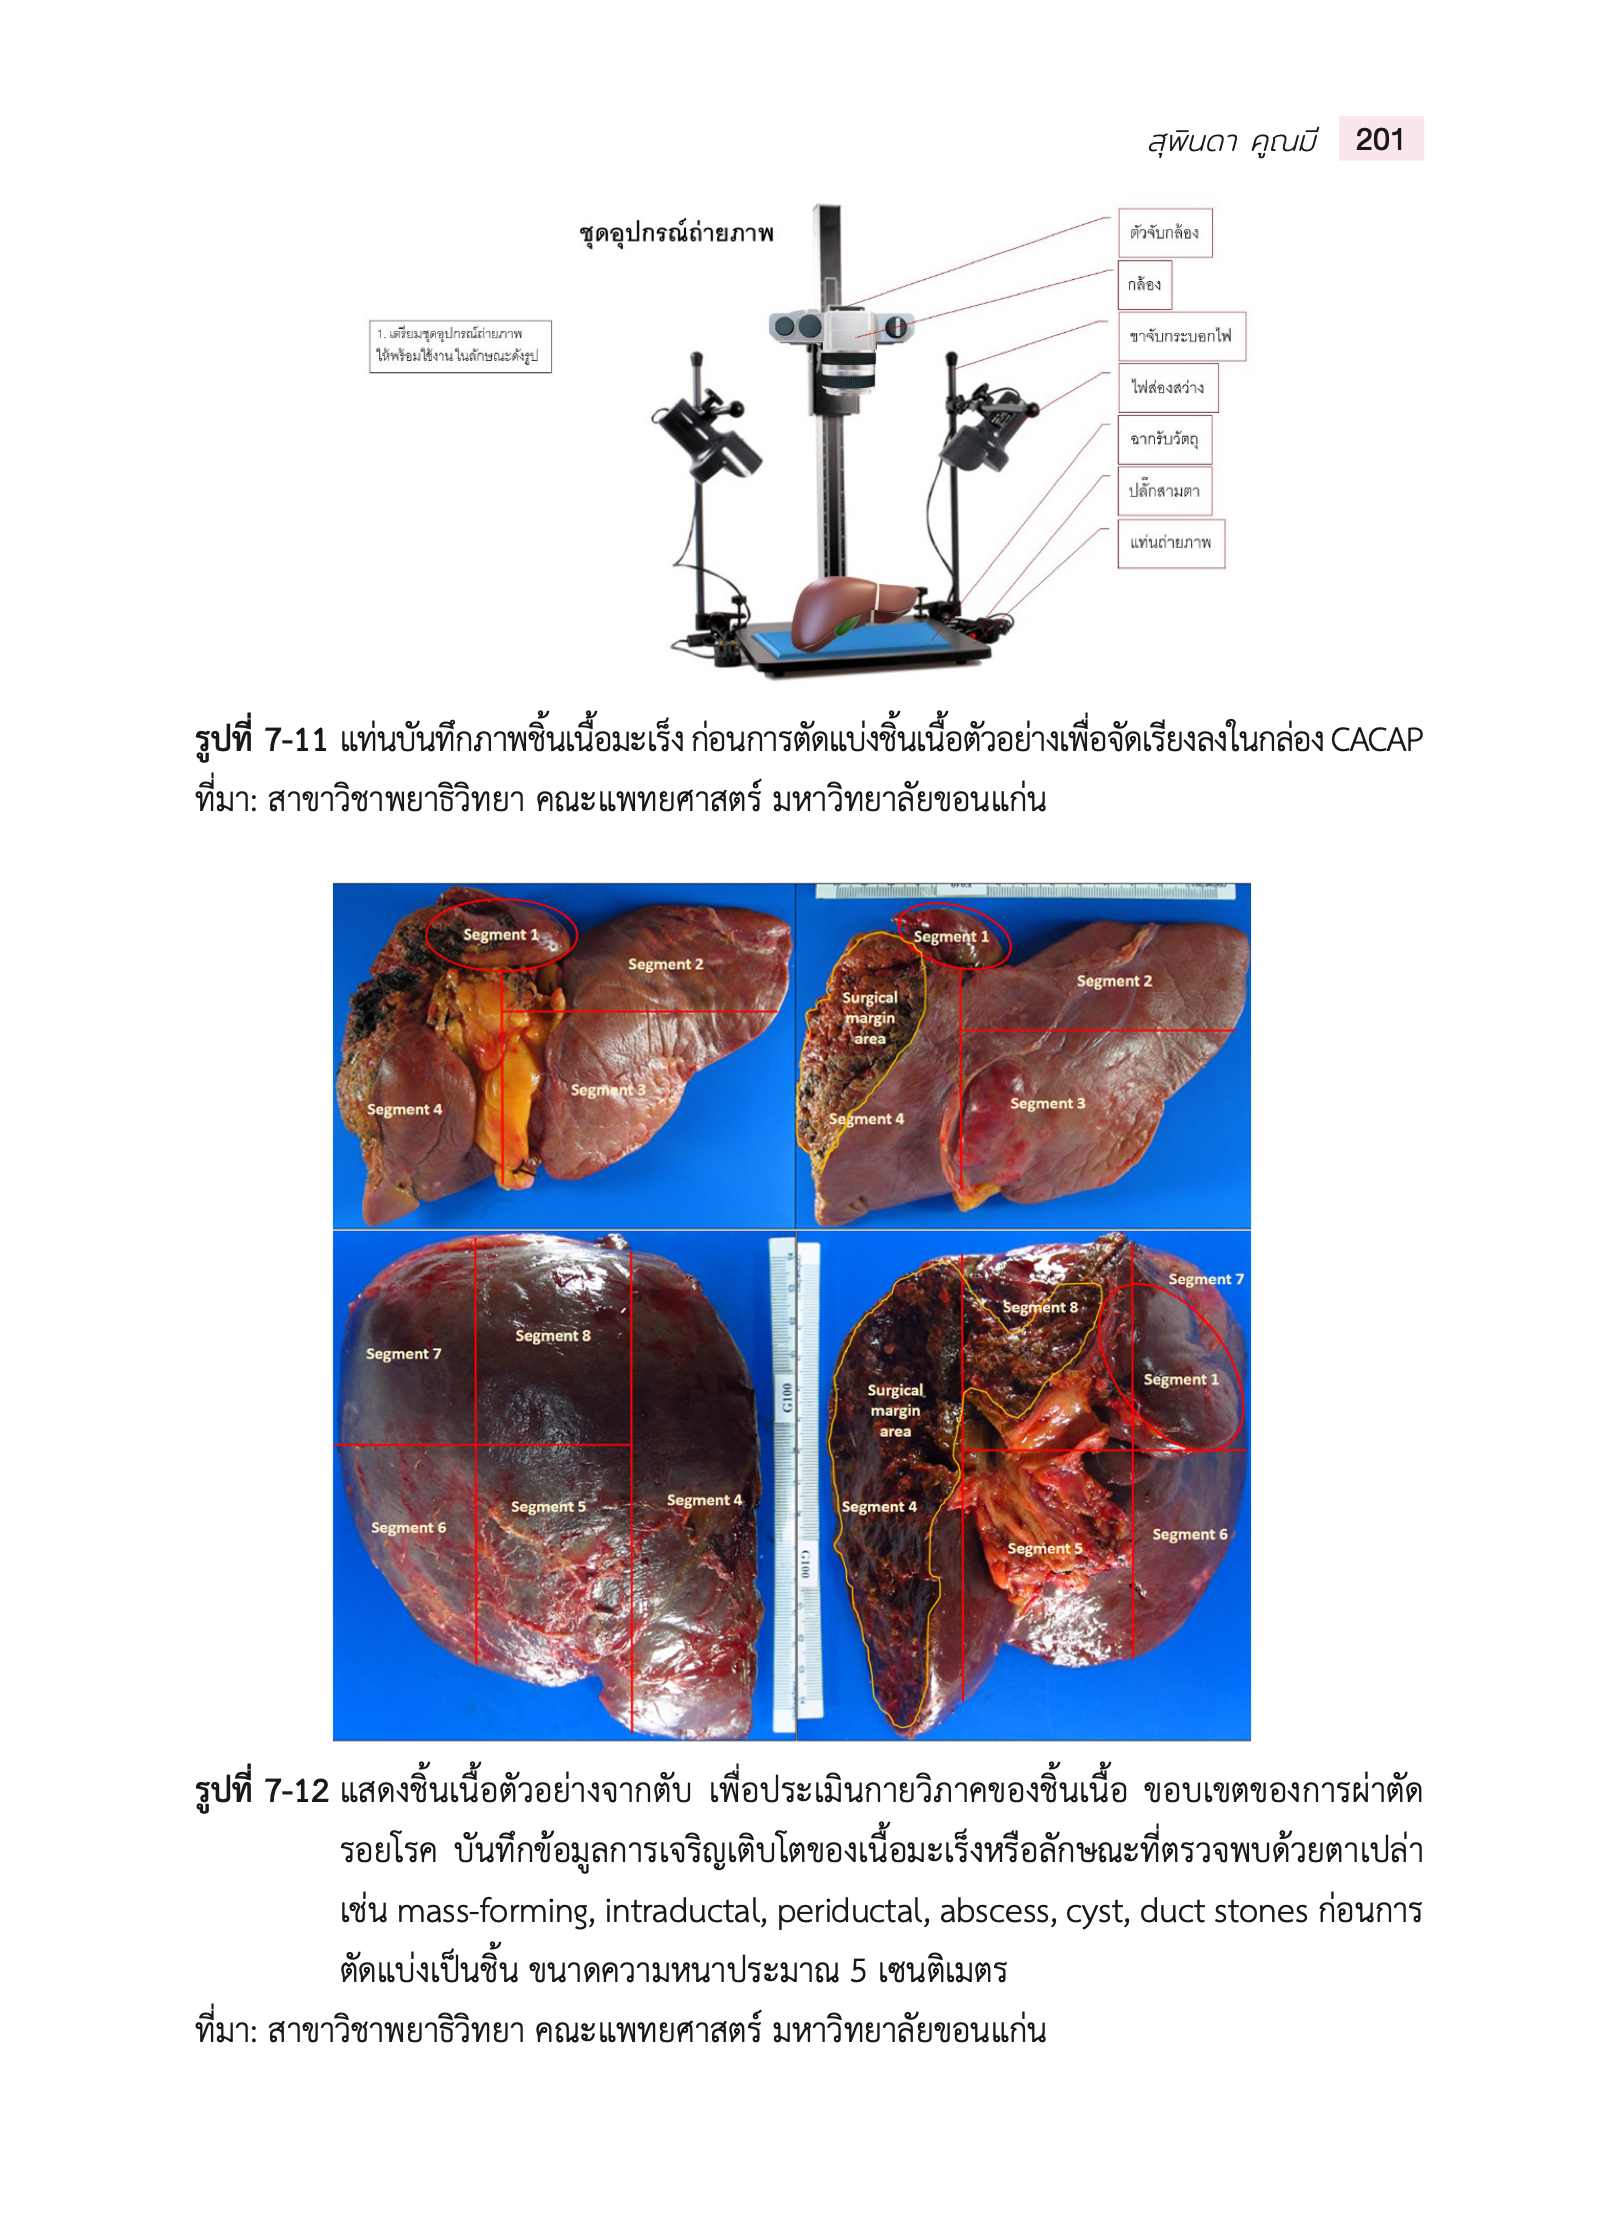 สุพินดา คูณมี 201
ชุดอุปกรณ์ถ่ายภาพ
1. เตรียมชุดอุปกรณ์ถ่ายภาพ
ให้พร้อมใช้งาน ในลักษณะดังรูป
ตัวจับกล้อง
กล้อง
ขาจับกระบอกไฟ
ไฟส่องสว่าง
ฉากรับวัตถุ
ปลั๊กสามตา
แท่นถ่ายภาพ
รูปที่ 7-11 แท่นบันทึกภาพชิ้นเนื้อมะเร็ง ก่อนการตัดแบ่งชิ้นเนื้อตัวอย่างเพื่อจัดเรียงลงในกล่อง CACAP
ที่มา: สาขาวิชาพยาธิวิทยา คณะแพทยศาสตร์ มหาวิทยาลัยขอนแก่น
Segment 1
Segment 2
Segment 3
Segment 4
Segment 1
Segment 2
Surgical
margin
area
Segment 3
Segment 4
Segment 7
Segment 8
Segment 6
Segment 5
Segment 4
G100
Segment 7
Segment 8
Segment 1
Surgical
margin
area
Segment 4
Segment 5
Segment 6
G100
รูปที่ 7-12 แสดงชิ้นเนื้อตัวอย่างจากตับ เพื่อประเมินกายวิภาคของชิ้นเนื้อ ขอบเขตของการผ่าตัด
รอยโรค บันทึกข้อมูลการเจริญเติบโตของเนื้อมะเร็งหรือลักษณะที่ตรวจพบด้วยตาเปล่า
เช่น mass-forming, intraductal, periductal, abscess, cyst, duct stones ก่อนการ
ตัดแบ่งเป็นชิ้น ขนาดความหนาประมาณ 5 เซนติเมตร
ที่มา: สาขาวิชาพยาธิวิทยา คณะแพทยศาสตร์ มหาวิทยาลัยขอนแก่น